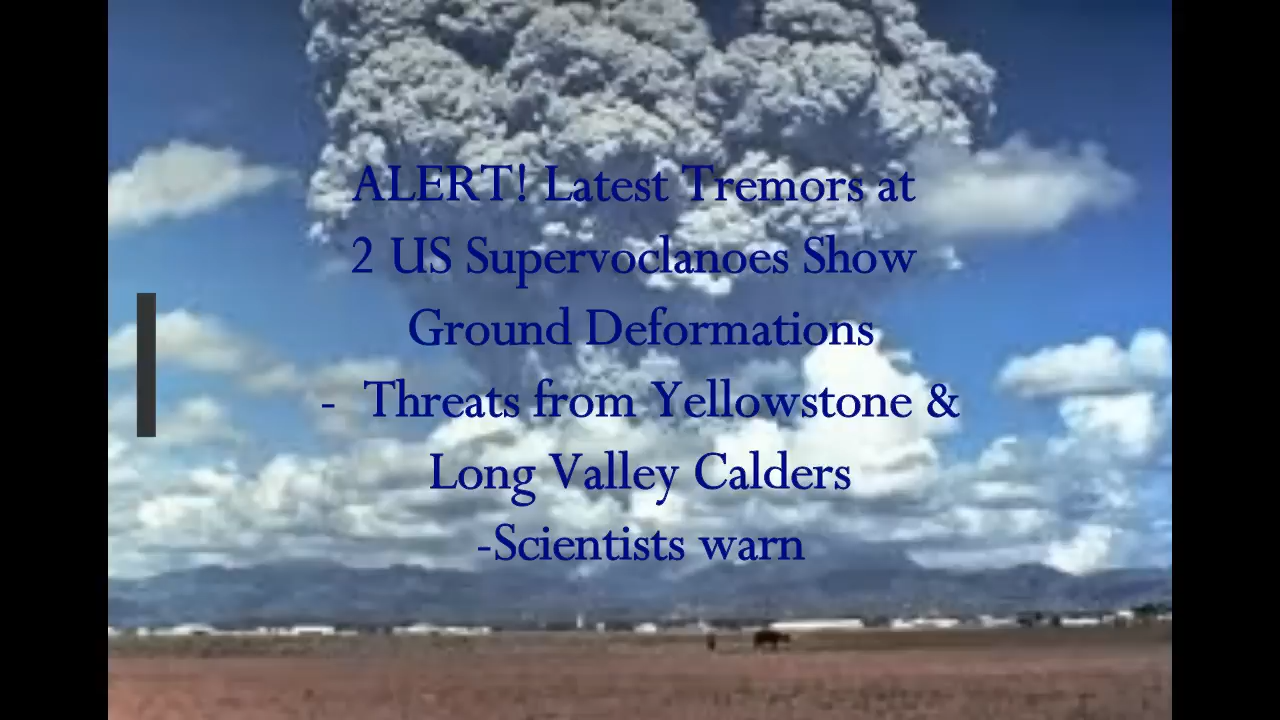 ALERT! Latest Tremors at
2 US Supervoclanoes Show
Ground Deformations
- Threats from Yellowstone &
Long Valley Calders
-Scientists warn